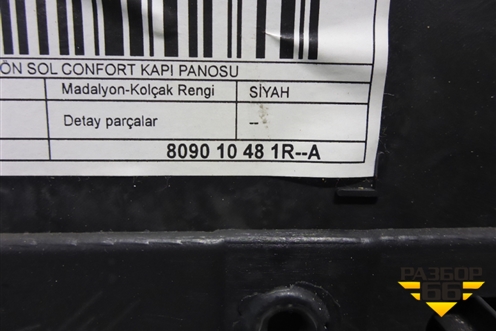 ÖN SOL CONFORT KAPI PANOSU
Madalyon-Kolçak Rengi SİYAH
Detay parçalar --
8090 10 48 1R--A
РАЗБОР
66